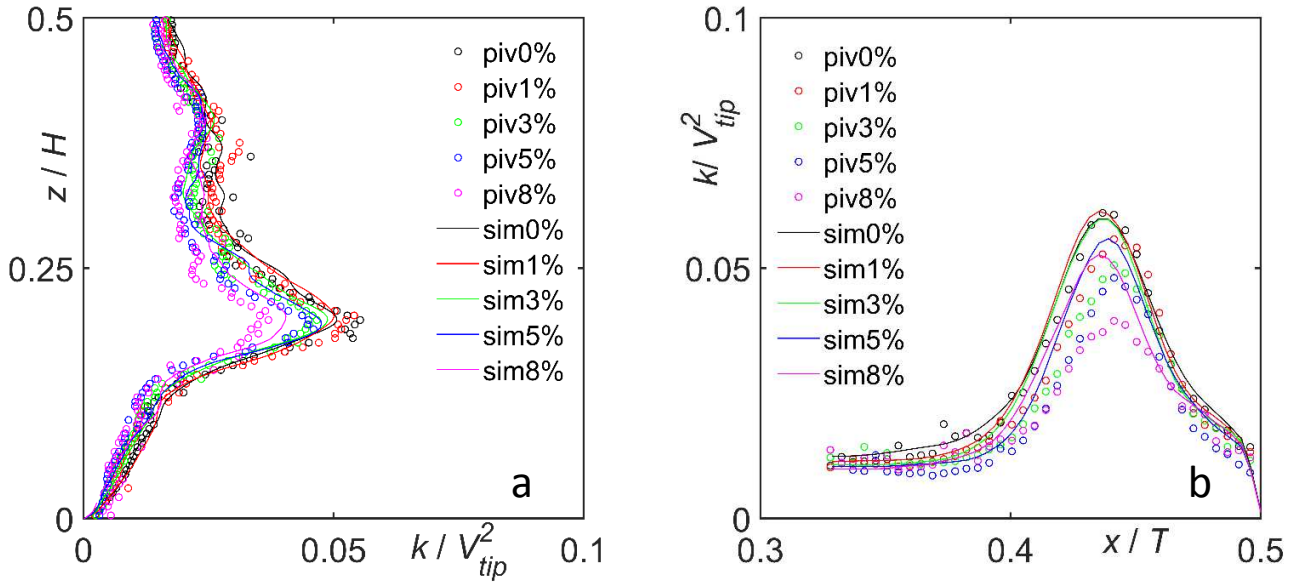 0.5
z / H
0.25
0
piv0%
piv1%
piv3%
piv5%
piv8%
sim0%
sim1%
sim3%
sim5%
sim8%
a
0
0.05
k / V²tip
0.1
0.1
k/ V²tip
0.05
0
piv0%
piv1%
piv3%
piv5%
piv8%
sim0%
sim1%
sim3%
sim5%
sim8%
b
0.3
0.4
x / T
0.5